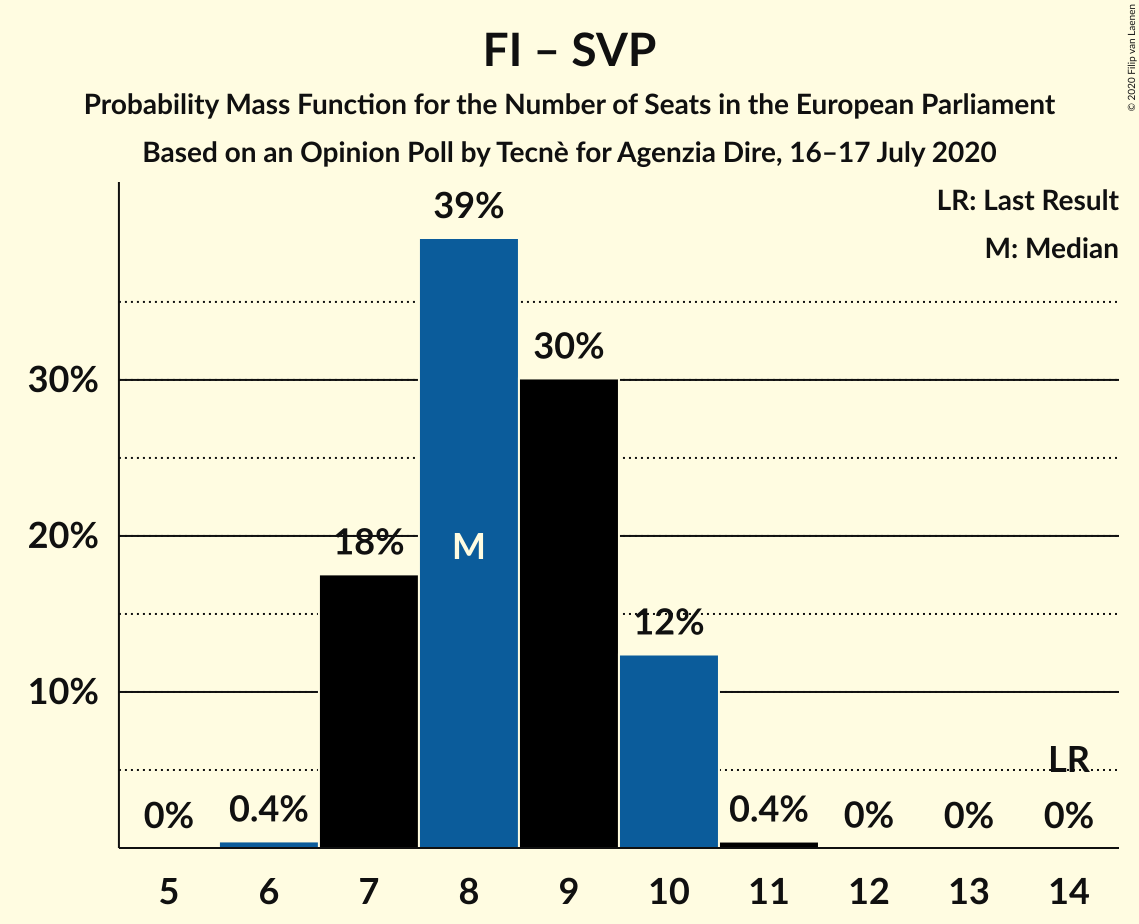 FI – SVP
Probability Mass Function for the Number of Seats in the European Parliament
Based on an Opinion Poll by Tecnè for Agenzia Dire, 16–17 July 2020
© 2020 Filip van Laenen
LR: Last Result
M: Median
39%
30%
30%
20%
18%
M
12%
10%
LR
0%
0.4%
0.4%
0%
0%
0%
5
6
7
8
9
10
11
12
13
14